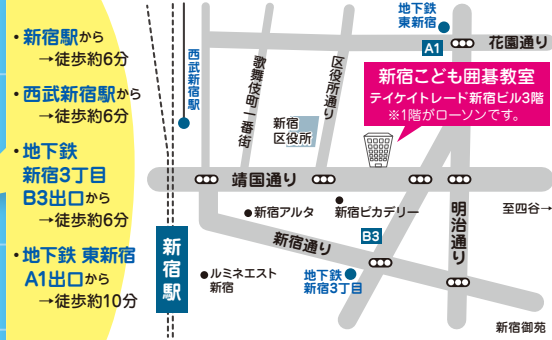 ・新宿駅から
→徒歩約6分
・西武新宿駅から
→徒歩約6分
・地下鉄
新宿3丁目
B3出口から
→徒歩約6分
・地下鉄 東新宿
A1出口から
→徒歩約10分
地下鉄
東新宿
A1
花園通り
西武新宿駅
歌舞伎町一番街
区役所通り
新宿
区役所
新宿こども囲碁教室
テイケイトレード新宿ビル3階
※1階がローソンです。
靖国通り
新宿アルタ
新宿ピカデリー
明治通り
至四谷→
新宿通り
B3
新宿駅
ルミネエスト
新宿
地下鉄
新宿3丁目
新宿御苑